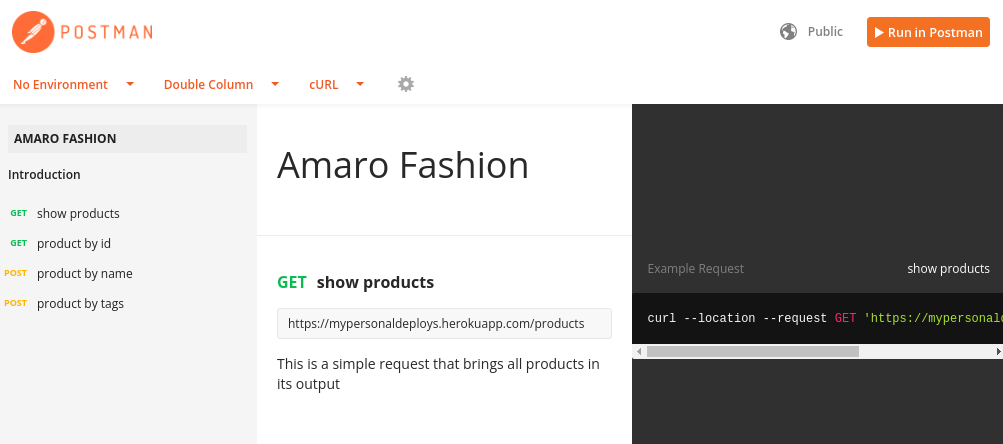 POSTMAN
Public
Run in Postman
No Environment
Double Column
cURL
AMARO FASHION
Introduction
GET show products
GET product by id
POST product by name
POST product by tags
Amaro Fashion
GET show products
https://mypersonaldeploys.herokuapp.com/products
This is a simple request that brings all products in
its output
Example Request
show products
curl --location --request GET 'https://mypersonal